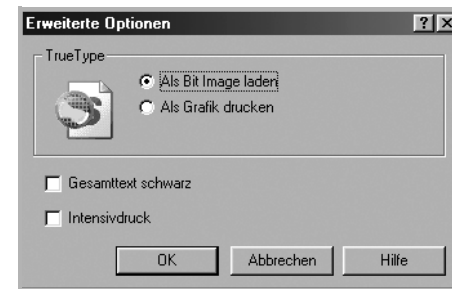 Erweiterte Optionen
TrueType
Als Bit Image laden
Als Grafik drucken
Gesamttext schwarz
Intensivdruck
OK Abbrechen Hilfe